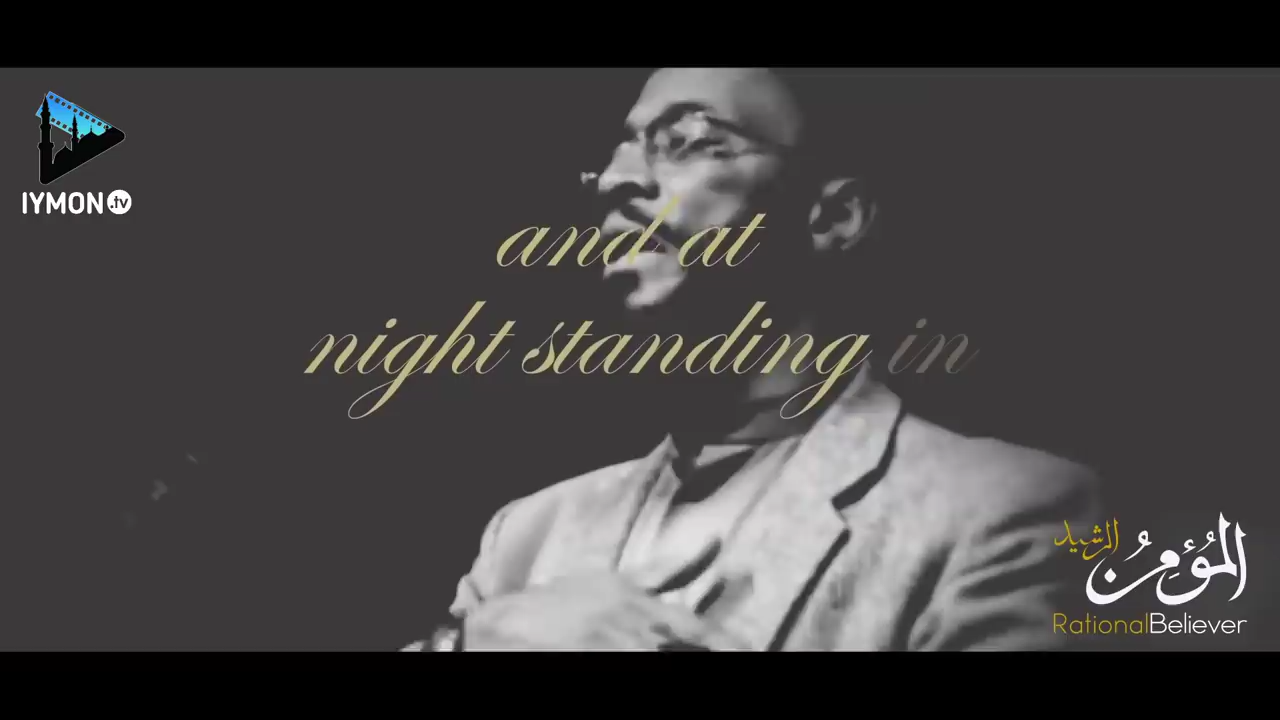 IYMON.tv
and at
night standing in
المؤمن الرشيد
RationalBeliever